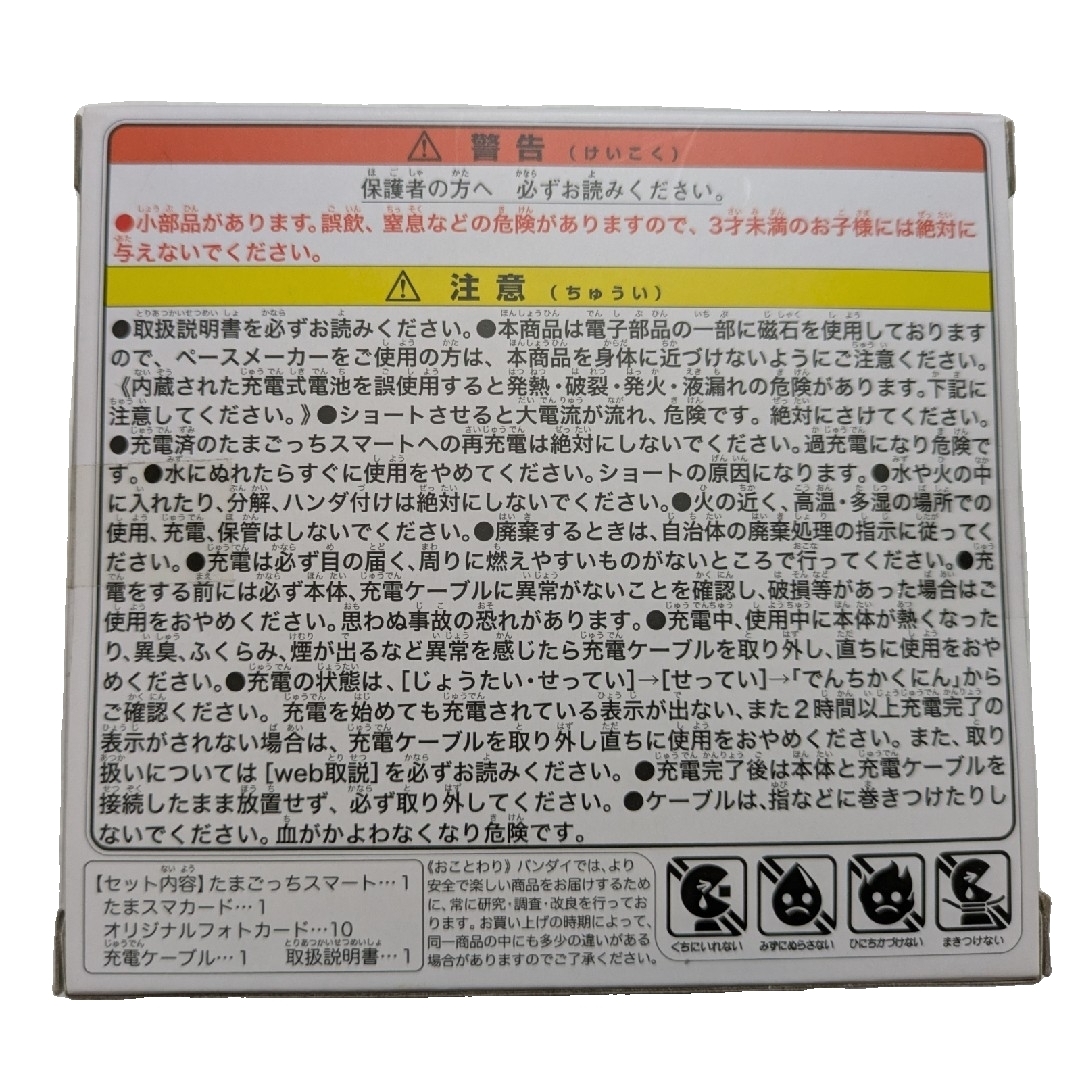 ⚠ 警告 (けいこく)
保護者の方へ 必ずお読みください。
●小部品があります。誤飲、窒息などの危険がありますので、3才未満のお子様には絶対に
与えないでください。
⚠ 注意 (ちゅうい)
●取扱説明書を必ずお読みください。●本商品は電子部品の一部に磁石を使用しております
ので、ペースメーカーをご使用の方は、本商品を身体に近づけないようにご注意ください。
《内蔵された充電式電池を誤使用すると発熱・破裂・発火・液漏れの危険があります。下記に
注意してください。》●ショートさせると大電流が流れ、危険です。絶対にさけてください。
●充電済のたまごっちスマートへの再充電は絶対にしないでください。過充電になり危険で
す。●水にぬれたらすぐに使用をやめてください。ショートの原因になります。●水や火の中
に入れたり、分解、ハンダ付けは絶対にしないでください。●火の近く、高温・多湿の場所での
使用、充電、保管はしないでください。●廃棄するときは、自治体の廃棄処理の指示に従ってく
ださい。●充電は必ず目の届く、周りに燃えやすいものがないところで行ってください。●充
電をする前には必ず本体、充電ケーブルに異常がないことを確認し、破損等があった場合はご
使用をおやめください。思わぬ事故の恐れがあります。●充電中、使用中に本体が熱くなった
り、異臭、ふくらみ、煙が出るなど異常を感じたら充電ケーブルを取り外し、直ちに使用をおや
めください。●充電の状態は、[じょうたい・せってい]→[せってい]→「でんちかくにん」から
ご確認ください。充電を始めても充電されている表示が出ない、また2時間以上充電完了の
表示がされない場合は、充電ケーブルを取り外し直ちに使用をおやめください。また、取り
扱いについては[web取説]を必ずお読みください。●充電完了後は本体と充電ケーブルを
接続したまま放置せず、必ず取り外してください。●ケーブルは、指などに巻きつけたりし
ないでください。血がかよわなくなり危険です。
【セット内容】たまごっちスマート…1
たまスマカード…1
オリジナルフォトカード…10
充電ケーブル…1 取扱説明書…1
《おことわり》バンダイでは、より
安全で楽しい商品をお届けするため
に、常に研究・調査・改良を行ってお
ります。お買い上げの時期によって、
同一商品の中にも多少の違いがある
場合がありますのでご了承ください。
くちにいれない みずにぬらさない ひにちかづけない まきつけない